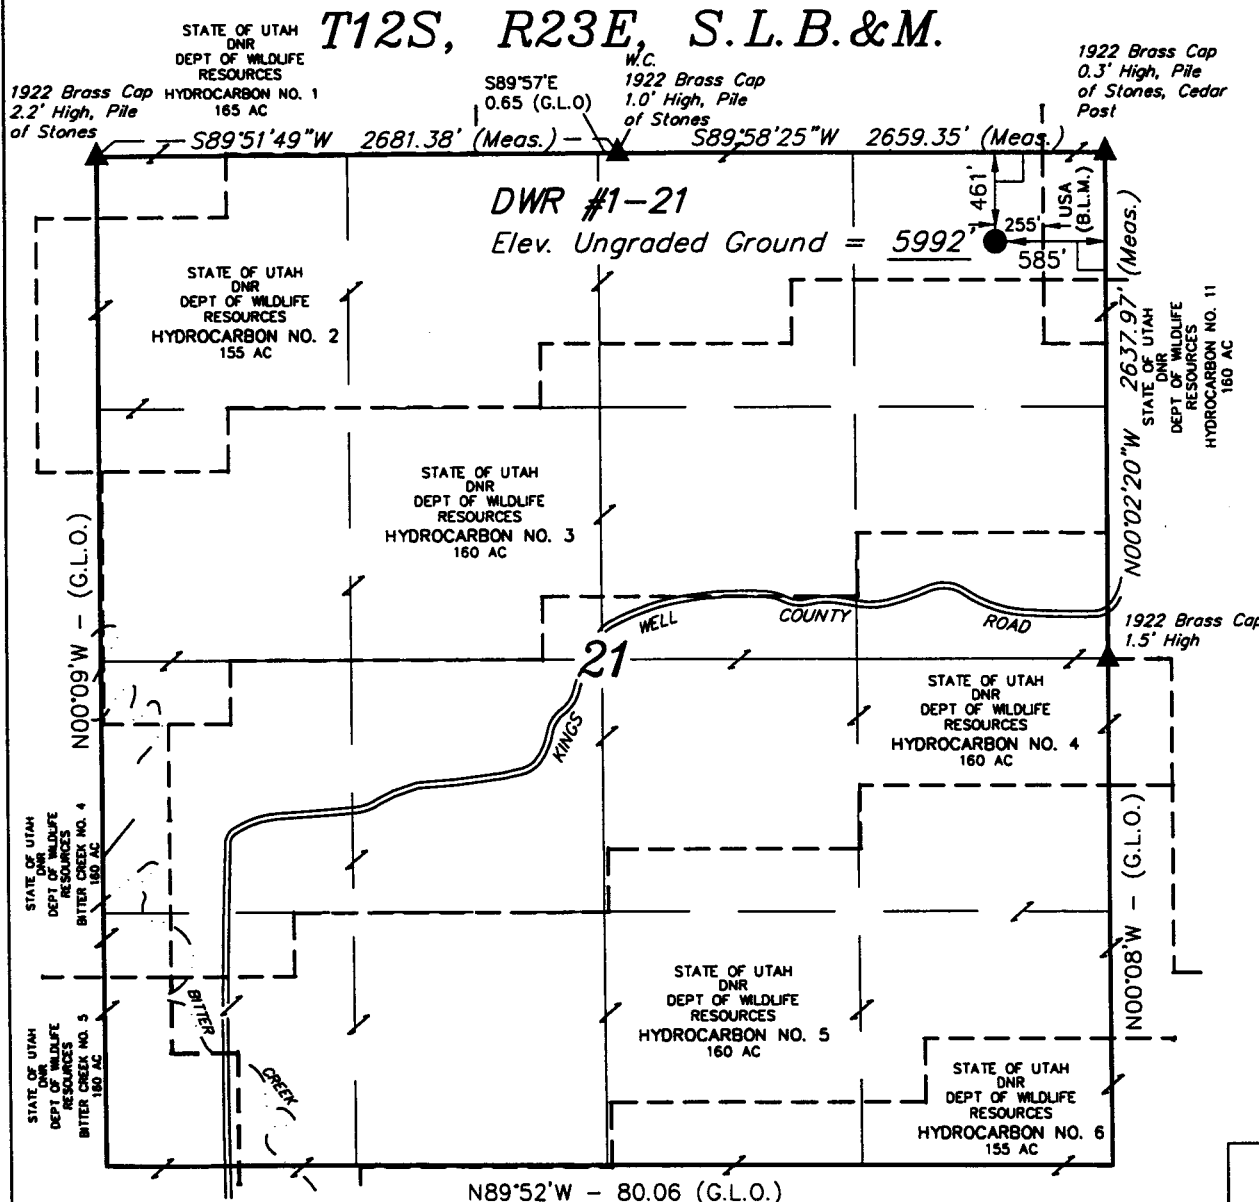 T12S, R23E, S.L.B.&M.
STATE OF UTAH
DNR
DEPT OF WILDLIFE
RESOURCES
HYDROCARBON NO. 1
165 AC
1922 Brass Cap
2.2' High, Pile
of Stones
S89°57'E
0.65 (G.L.O)
W.C.
1922 Brass Cap
1.0' High, Pile
of Stones
1922 Brass Cap
0.3' High, Pile
of Stones, Cedar
Post
S89°51'49"W 2681.38' (Meas.)
S89°58'25"W 2659.35' (Meas.)
DWR #1-21
Elev. Ungraded Ground = 5992'
461'
255'
585'
USA
(B.L.M.)
STATE OF UTAH
DNR
DEPT OF WILDLIFE
RESOURCES
HYDROCARBON NO. 2
155 AC
N00°02'20"W 2637.97' (Meas.)
STATE OF UTAH
DNR
DEPT OF WILDLIFE
RESOURCES
HYDROCARBON NO. 11
160 AC
STATE OF UTAH
DNR
DEPT OF WILDLIFE
RESOURCES
HYDROCARBON NO. 3
160 AC
N00°09'W - (G.L.O.)
WELL COUNTY ROAD
1922 Brass Cap
1.5' High
21
KINGS
STATE OF UTAH
DNR
DEPT OF WILDLIFE
RESOURCES
HYDROCARBON NO. 4
160 AC
STATE OF UTAH
DNR
DEPT OF WILDLIFE
RESOURCES
BITTER CREEK NO. 4
160 AC
N00°08'W - (G.L.O.)
STATE OF UTAH
DNR
DEPT OF WILDLIFE
RESOURCES
HYDROCARBON NO. 5
160 AC
BITTER
CREEK
STATE OF UTAH
DNR
DEPT OF WILDLIFE
RESOURCES
BITTER CREEK NO. 5
160 AC
STATE OF UTAH
DNR
DEPT OF WILDLIFE
RESOURCES
HYDROCARBON NO. 6
155 AC
N89°52'W - 80.06 (G.L.O.)